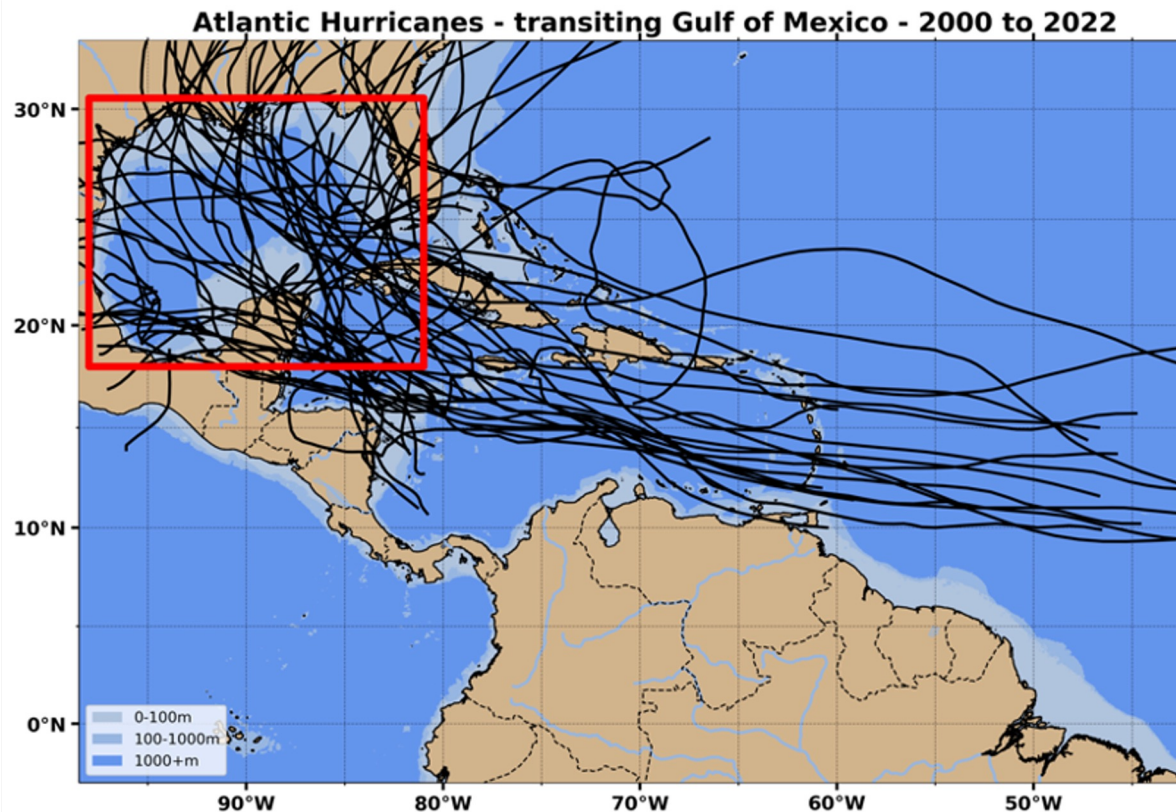 Atlantic Hurricanes - transiting Gulf of Mexico - 2000 to 2022
30°N
20°N
10°N
0°N
0-100m
100-1000m
1000+m
90°W
80°W
70°W
60°W
50°W